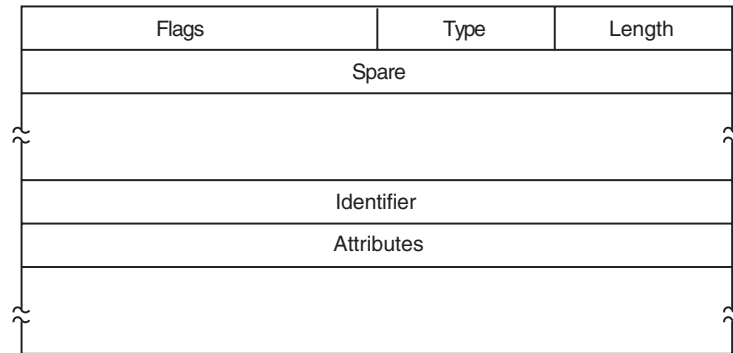 Flags Type Length
Spare
Identifier
Attributes